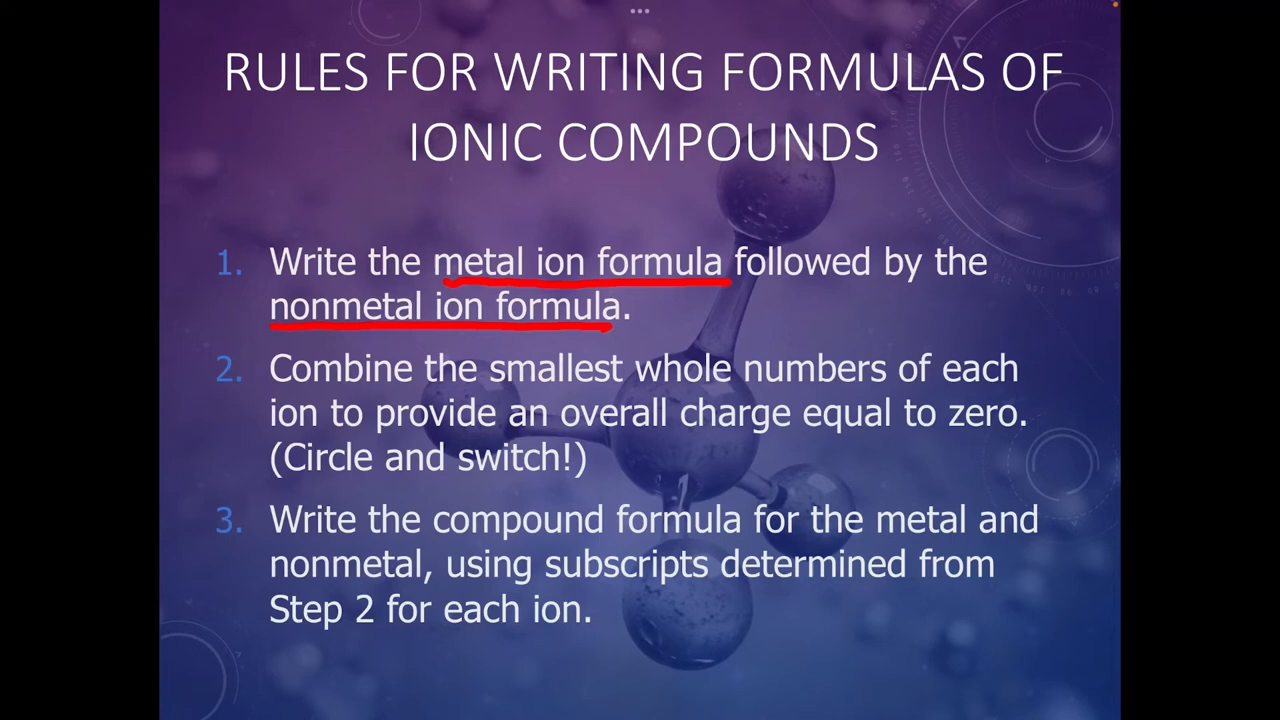 RULES FOR WRITING FORMULAS OF
IONIC COMPOUNDS
1. Write the metal ion formula followed by the
nonmetal ion formula.
2. Combine the smallest whole numbers of each
ion to provide an overall charge equal to zero.
(Circle and switch!)
3. Write the compound formula for the metal and
nonmetal, using subscripts determined from
Step 2 for each ion.